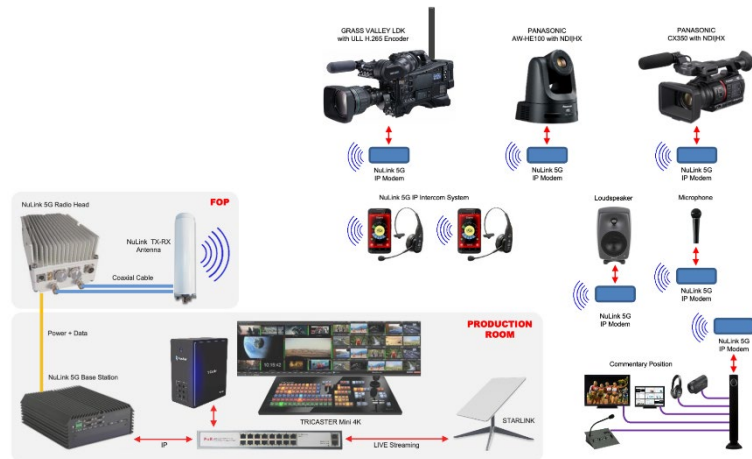 GRASS VALLEY LDK
with ULL H.265 Encoder
PANASONIC
AW-HE100 with NDI|HX
PANASONIC
CX350 with NDI|HX
NuLink 5G
IP Modem
NuLink 5G
IP Modem
NuLink 5G
IP Modem
NuLink 5G IP Intercom System
Loudspeaker
Microphone
NuLink 5G
IP Modem
NuLink 5G
IP Modem
NuLink 5G
IP Modem
NuLink 5G Radio Head
FOP
NuLink TX-RX
Antenna
Coaxial Cable
Power + Data
PRODUCTION
ROOM
NuLink 5G Base Station
TRICASTER Mini 4K
STARLINK
IP
LIVE Streaming
Commentary Position